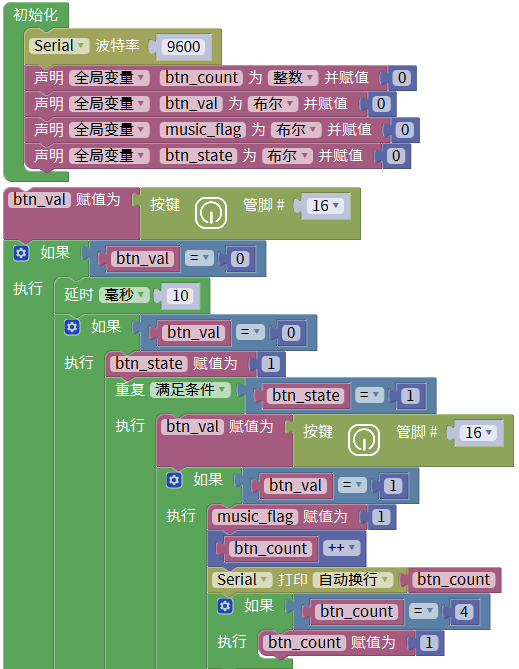 初始化
Serial 波特率 9600
声明 全局变量 btn_count 为 整数 并赋值 0
声明 全局变量 btn_val 为 布尔 并赋值 0
声明 全局变量 music_flag 为 布尔 并赋值 0
声明 全局变量 btn_state 为 布尔 并赋值 0
btn_val 赋值为 按键 管脚 # 16
如果 btn_val = 0
执行 延时 毫秒 10
如果 btn_val = 0
执行 btn_state 赋值为 1
重复 满足条件 btn_state = 1
执行 btn_val 赋值为 按键 管脚 # 16
如果 btn_val = 1
执行 music_flag 赋值为 1
btn_count ++
Serial 打印 自动换行 btn_count
如果 btn_count = 4
执行 btn_count 赋值为 1